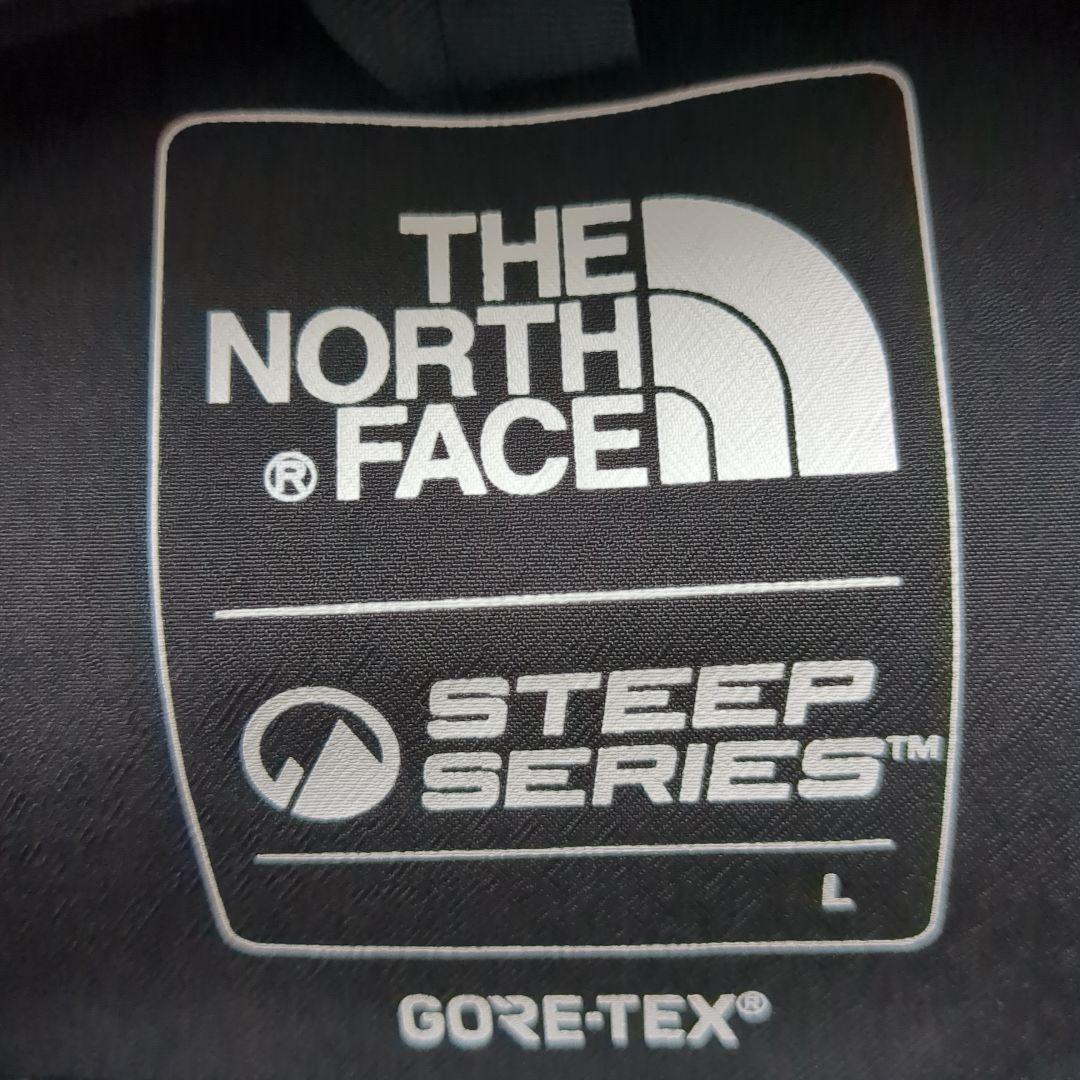 THE
NORTH
® FACE
STEEP
SERIES™
L
GORE-TEX®